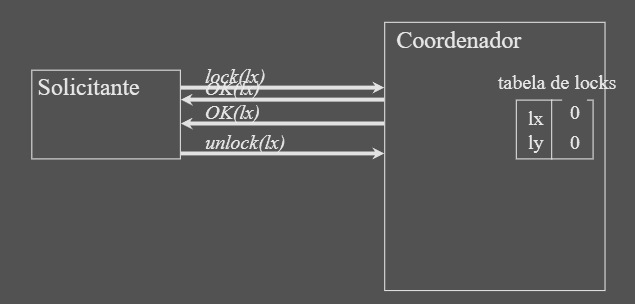 Coordenador
Solicitante
lock(lx)
OK(lx)
OK(lx)
unlock(lx)
tabela de locks
lx 0
ly 0